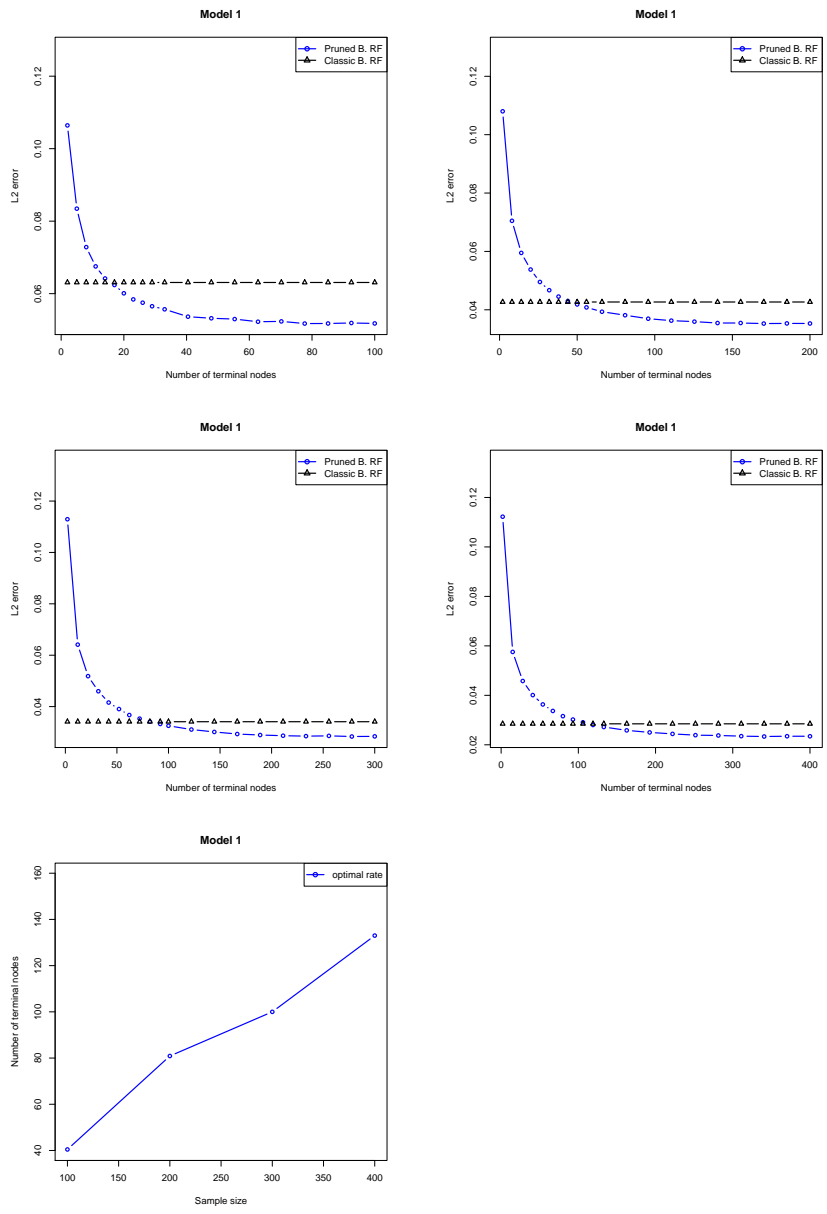 Model 1
Pruned B. RF
Classic B. RF
L2 error
0.12
0.10
0.08
0.06
0 20 40 60 80 100
Number of terminal nodes
Model 1
Pruned B. RF
Classic B. RF
L2 error
0.12
0.10
0.08
0.06
0.04
0 50 100 150 200
Number of terminal nodes
Model 1
Pruned B. RF
Classic B. RF
L2 error
0.12
0.10
0.08
0.06
0.04
0 50 100 150 200 250 300
Number of terminal nodes
Model 1
Pruned B. RF
Classic B. RF
L2 error
0.12
0.10
0.08
0.06
0.04
0.02
0 100 200 300 400
Number of terminal nodes
Model 1
optimal rate
Number of terminal nodes
160
140
120
100
80
60
40
100 150 200 250 300 350 400
Sample size